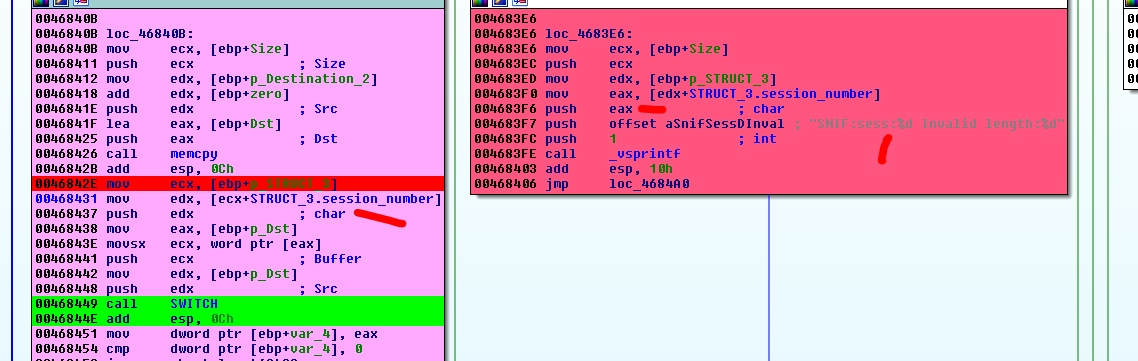 0046840B
0046840B loc_46840B:
0046840B mov ecx, [ebp+Size]
00468411 push ecx ; Size
00468412 mov edx, [ebp+p_Destination_2]
00468418 add edx, [ebp+zero]
0046841E push edx ; Src
0046841F lea eax, [ebp+Dst]
00468425 push eax ; Dst
00468426 call memcpy
0046842B add esp, 0Ch
0046842E mov ecx, [ebp+p_STRUCT_3]
00468431 mov edx, [ecx+STRUCT_3.session_number]
00468437 push edx ; char
00468438 mov eax, [ebp+p_Dst]
0046843E movsx ecx, word ptr [eax]
00468441 push ecx ; Buffer
00468442 mov edx, [ebp+p_Dst]
00468448 push edx ; Src
00468449 call SWITCH
0046844E add esp, 0Ch
00468451 mov dword ptr [ebp+var_4], eax
00468454 cmp dword ptr [ebp+var_4], 0
004683E6
004683E6 loc_4683E6:
004683E6 mov ecx, [ebp+Size]
004683EC push ecx
004683ED mov edx, [ebp+p_STRUCT_3]
004683F0 mov eax, [edx+STRUCT_3.session_number]
004683F6 push eax ; char
004683F7 push offset aSnifSessDInval ; "SNif:sess:%d Invalid length:%d"
004683FC push 1 ; int
004683FE call _vsprintf
00468403 add esp, 10h
00468406 jmp loc_4684A0